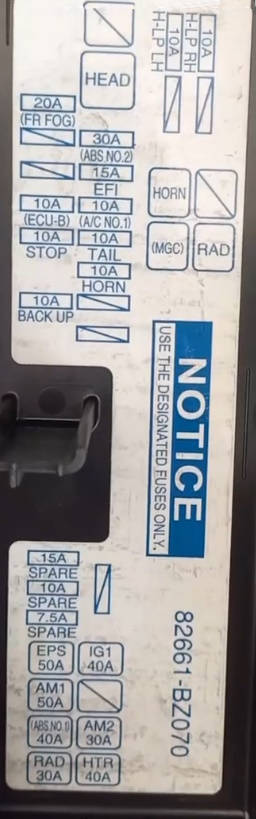 10A
H-LP RH
10A
H-LP LH
HEAD
20A
(FR FOG)
30A
(ABS NO.2)
15A
EFI
10A
(ECU-B)
10A
(A/C NO.1)
10A
STOP
10A
TAIL
10A
HORN
10A
BACK UP
HORN
(MGC)
RAD
NOTICE
USE THE DESIGNATED FUSES ONLY.
15A
SPARE
10A
SPARE
7.5A
SPARE
EPS
50A
IG1
40A
AM1
50A
(ABS.NO.1)
40A
AM2
30A
RAD
30A
HTR
40A
82661-BZ070